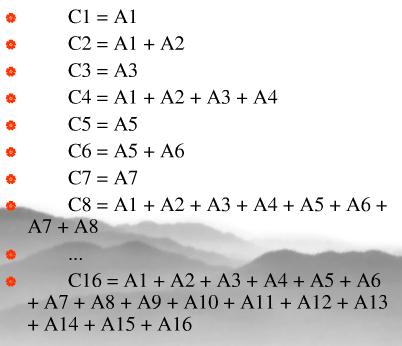 C1 = A1
C2 = A1 + A2
C3 = A3
C4 = A1 + A2 + A3 + A4
C5 = A5
C6 = A5 + A6
C7 = A7
C8 = A1 + A2 + A3 + A4 + A5 + A6 +
A7 + A8
...
C16 = A1 + A2 + A3 + A4 + A5 + A6
+ A7 + A8 + A9 + A10 + A11 + A12 + A13
+ A14 + A15 + A16